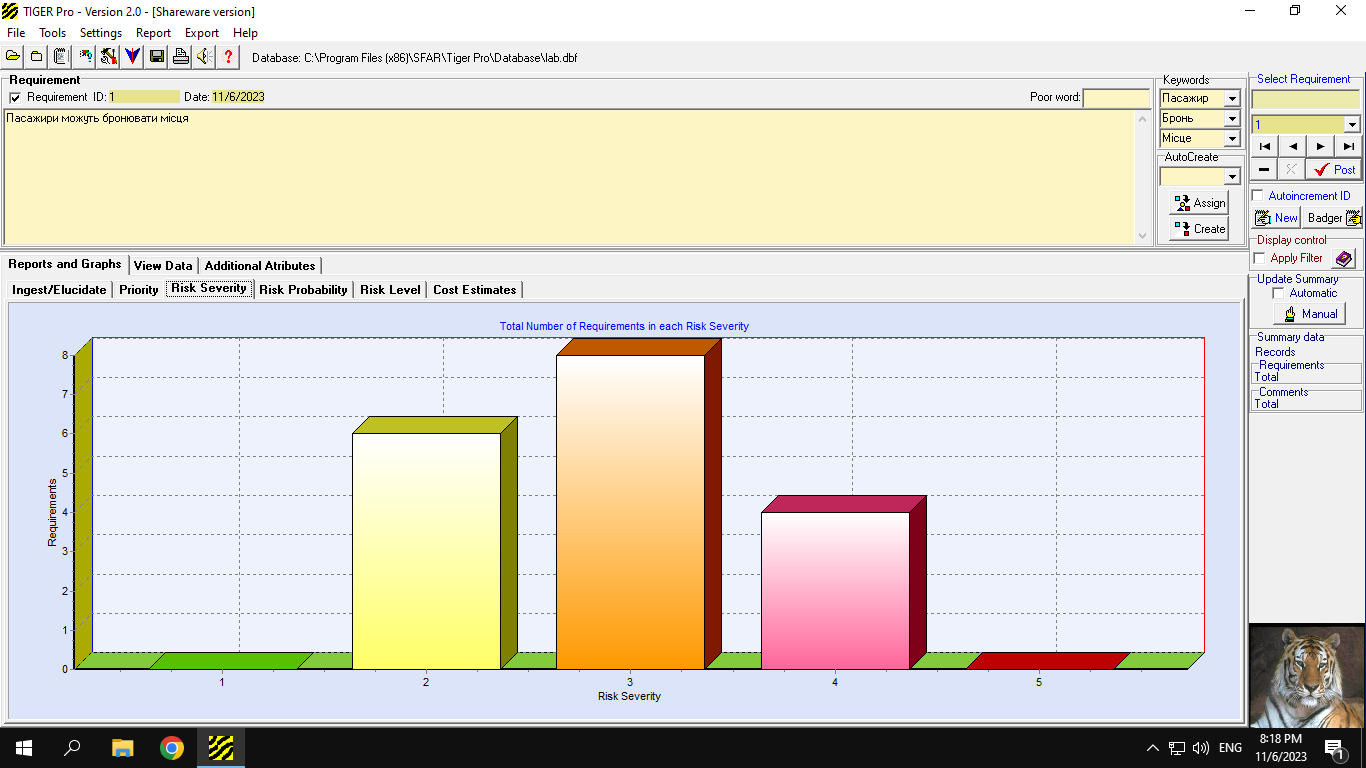 TIGER Pro - Version 2.0 - [Shareware version]
File Tools Settings Report Export Help
Database: C:\Program Files (x86)\SFAR\Tiger Pro\Database\lab.dbf
Requirement
Requirement ID: 1 Date: 11/6/2023 Poor word:
Пасажири можуть бронювати місця
Keywords
Пасажир
Бронь
Місце
AutoCreate
Assign
Create
Select Requirement
1
Post
Autoincrement ID
New Badger
Display control
Apply Filter
Update Summary
Automatic
Manual
Summary data
Records
Requirements
Total
Comments
Total
Reports and Graphs View Data Additional Atributes
Ingest/Elucidate Priority Risk Severity Risk Probability Risk Level Cost Estimates
Total Number of Requirements in each Risk Severity
8
7
6
5
4
3
2
1
0
Requirements
1 2 3 4 5
Risk Severity
ENG
8:18 PM
11/6/2023
1